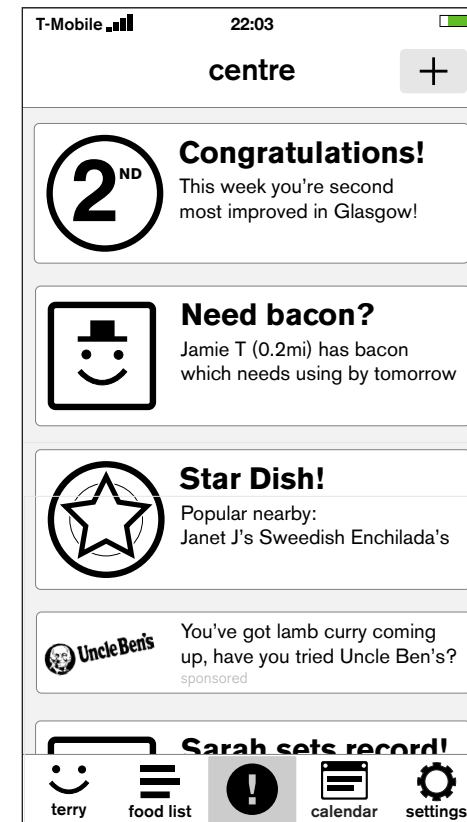 T-Mobile 22:03
centre +
2ND
Congratulations!
This week you're second
most improved in Glasgow!
Need bacon?
Jamie T (0.2mi) has bacon
which needs using by tomorrow
Star Dish!
Popular nearby:
Janet J's Sweedish Enchilada's
Uncle Ben's
You've got lamb curry coming
up, have you tried Uncle Ben's?
sponsored
Sarah sets record!
!
terry food list calendar settings